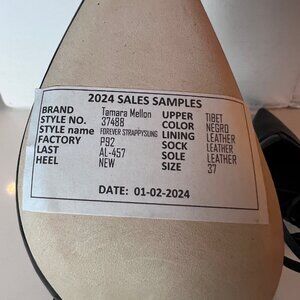 2024 SALES SAMPLES
BRAND Tamara Mellon UPPER TIBET
STYLE NO. 37488 COLOR NEGRO
STYLE name FOREVER STRAPPYSLING LINING LEATHER
FACTORY P92 SOCK LEATHER
LAST AL-457 SOLE LEATHER
HEEL NEW SIZE 37
DATE: 01-02-2024